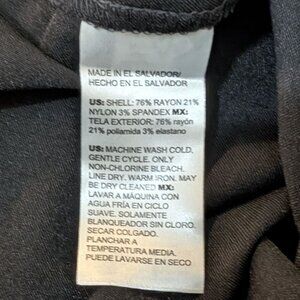 MADE IN EL SALVADOR/
HECHO EN EL SALVADOR
US: SHELL: 76% RAYON 21%
NYLON 3% SPANDEX MX:
TELA EXTERIOR: 76% rayón
21% poliamida 3% elastano
US: MACHINE WASH COLD,
GENTLE CYCLE. ONLY
NON-CHLORINE BLEACH.
LINE DRY. WARM IRON, MAY
BE DRY CLEANED MX:
LAVAR A MÁQUINA CON
AGUA FRÍA EN CICLO
SUAVE. SOLAMENTE
BLANQUEADOR SIN CLORO.
SECAR COLGADO.
PLANCHAR A
TEMPERATURA MEDIA.
PUEDE LAVARSE EN SECO